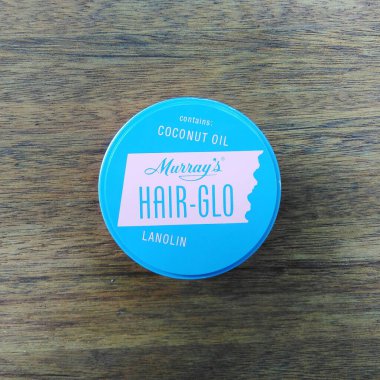 contains:
COCONUT OIL
Murray's®
HAIR-GLO
LANOLIN